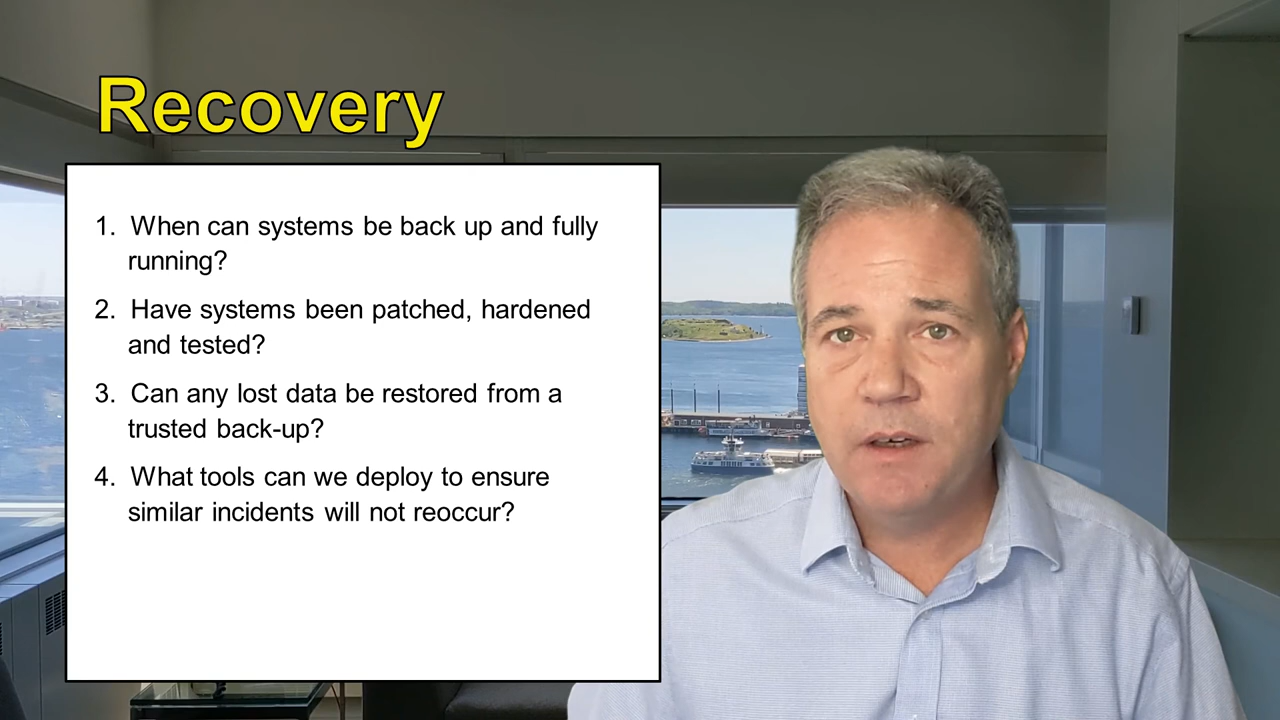 Recovery
1. When can systems be back up and fully
running?
2. Have systems been patched, hardened
and tested?
3. Can any lost data be restored from a
trusted back-up?
4. What tools can we deploy to ensure
similar incidents will not reoccur?